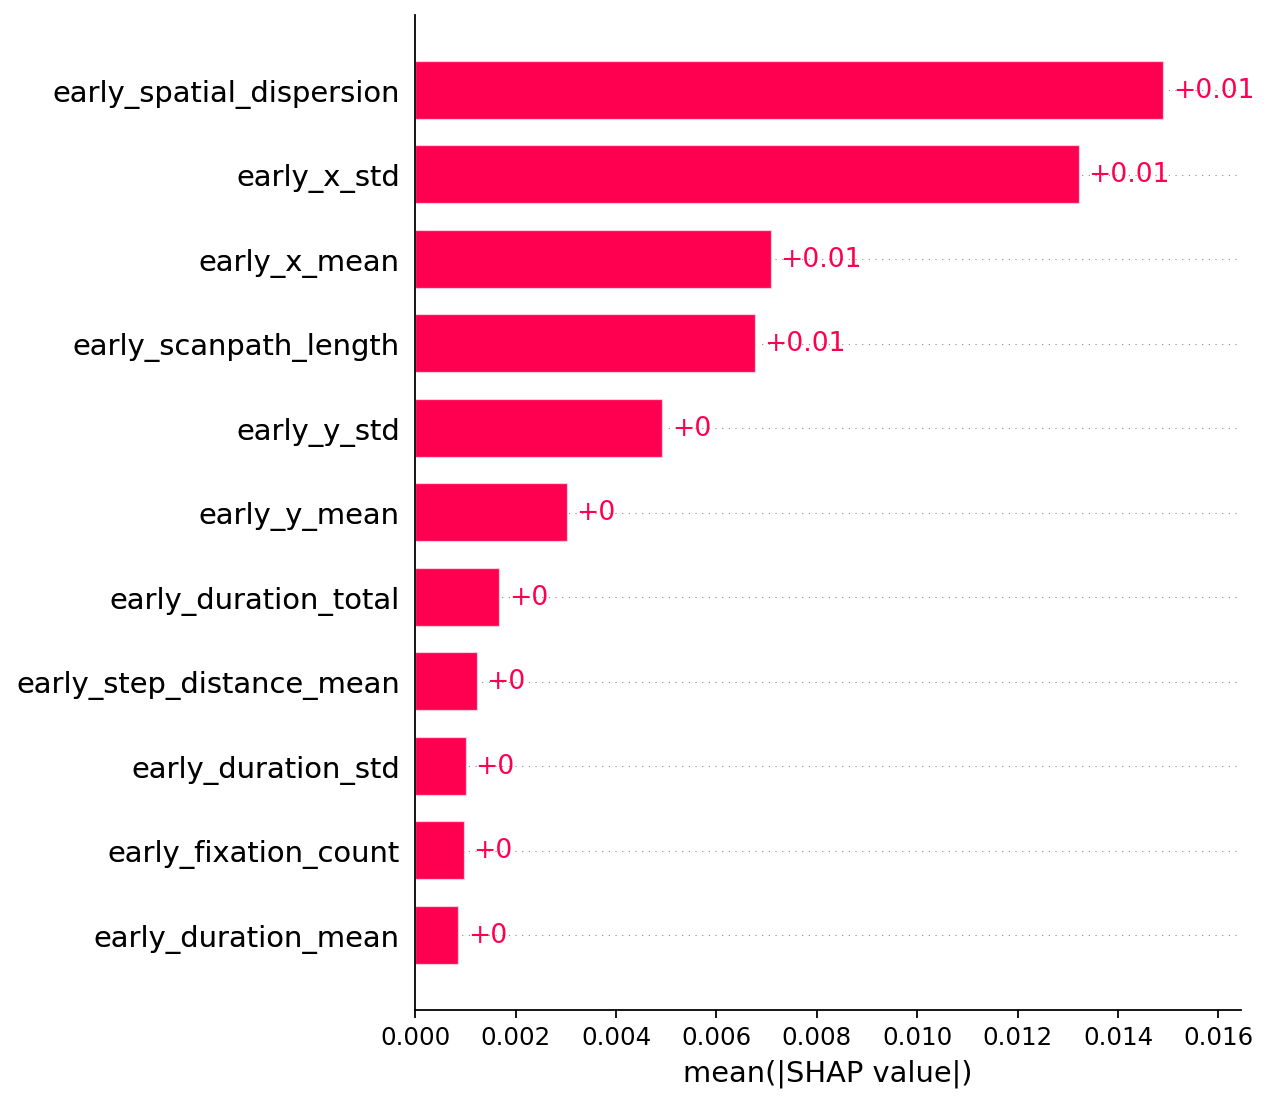 early_spatial_dispersion +0.01
early_x_std +0.01
early_x_mean +0.01
early_scanpath_length +0.01
early_y_std +0
early_y_mean +0
early_duration_total +0
early_step_distance_mean +0
early_duration_std +0
early_fixation_count +0
early_duration_mean +0
0.000 0.002 0.004 0.006 0.008 0.010 0.012 0.014 0.016
mean(|SHAP value|)